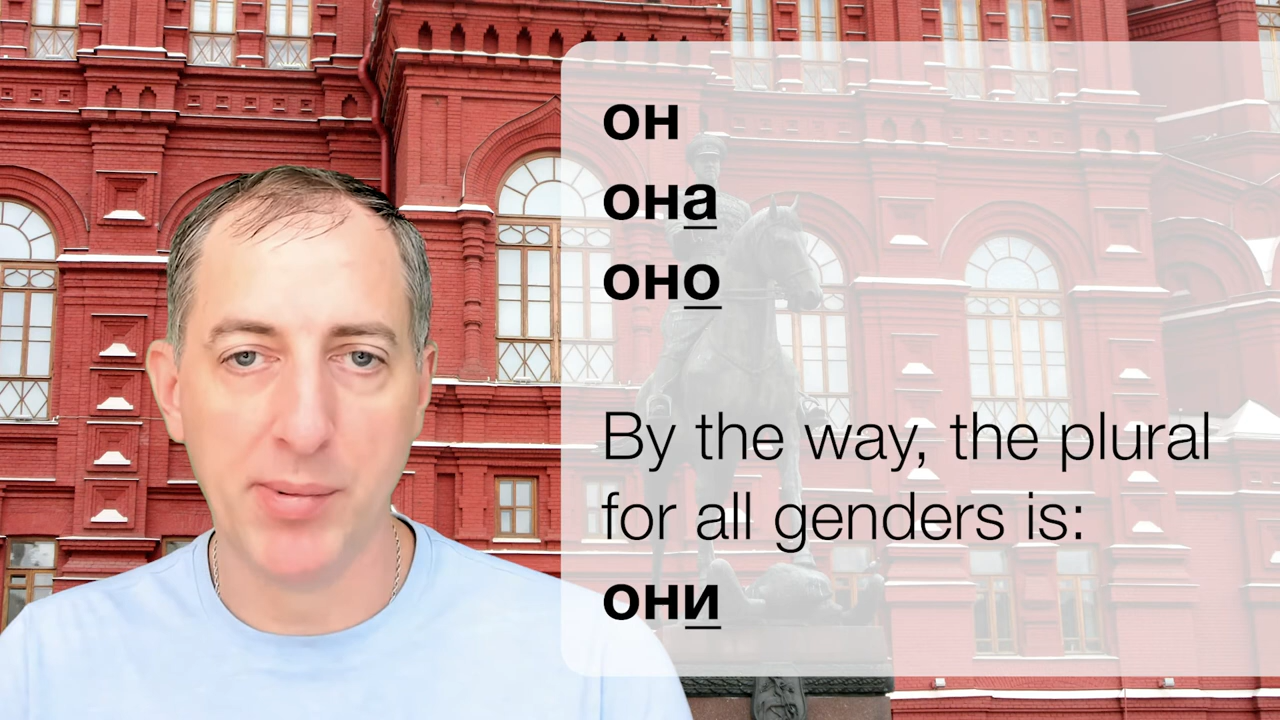 он
она
оно
By the way, the plural
for all genders is:
они